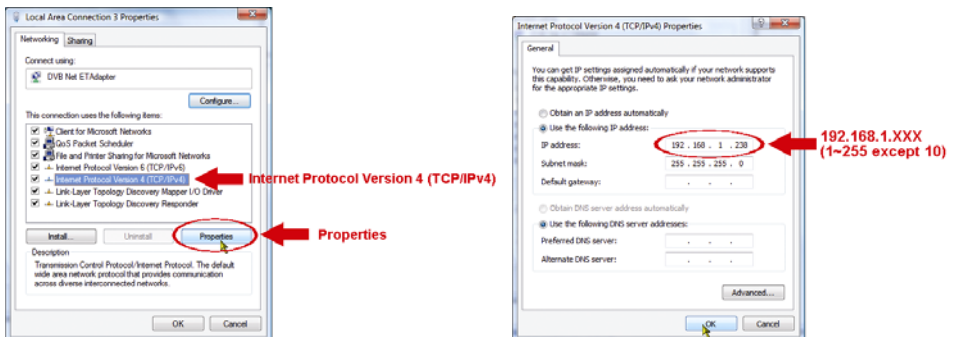 Local Area Connection 3 Properties
Networking Sharing
Connect using:
DVB Net ETAdapter
Configure...
This connection uses the following items:
Client for Microsoft Networks
QoS Packet Scheduler
File and Printer Sharing for Microsoft Networks
Internet Protocol Version 6 (TCP/IPv6)
Internet Protocol Version 4 (TCP/IPv4)
Link-Layer Topology Discovery Mapper I/O Driver
Link-Layer Topology Discovery Responder
Install... Uninstall Properties
Description
Transmission Control Protocol/Internet Protocol. The default
wide area network protocol that provides communication
across diverse interconnected networks.
OK Cancel
Internet Protocol Version 4 (TCP/IPv4)
Properties
Internet Protocol Version 4 (TCP/IPv4) Properties
General
You can get IP settings assigned automatically if your network supports
this capability. Otherwise, you need to ask your network administrator
for the appropriate IP settings.
Obtain an IP address automatically
Use the following IP address:
IP address: 192 . 168 . 1 . 238
Subnet mask: 255 . 255 . 255 . 0
Default gateway: . . .
Obtain DNS server address automatically
Use the following DNS server addresses:
Preferred DNS server: . . .
Alternate DNS server: . . .
Advanced...
OK Cancel
192.168.1.XXX
(1~255 except 10)